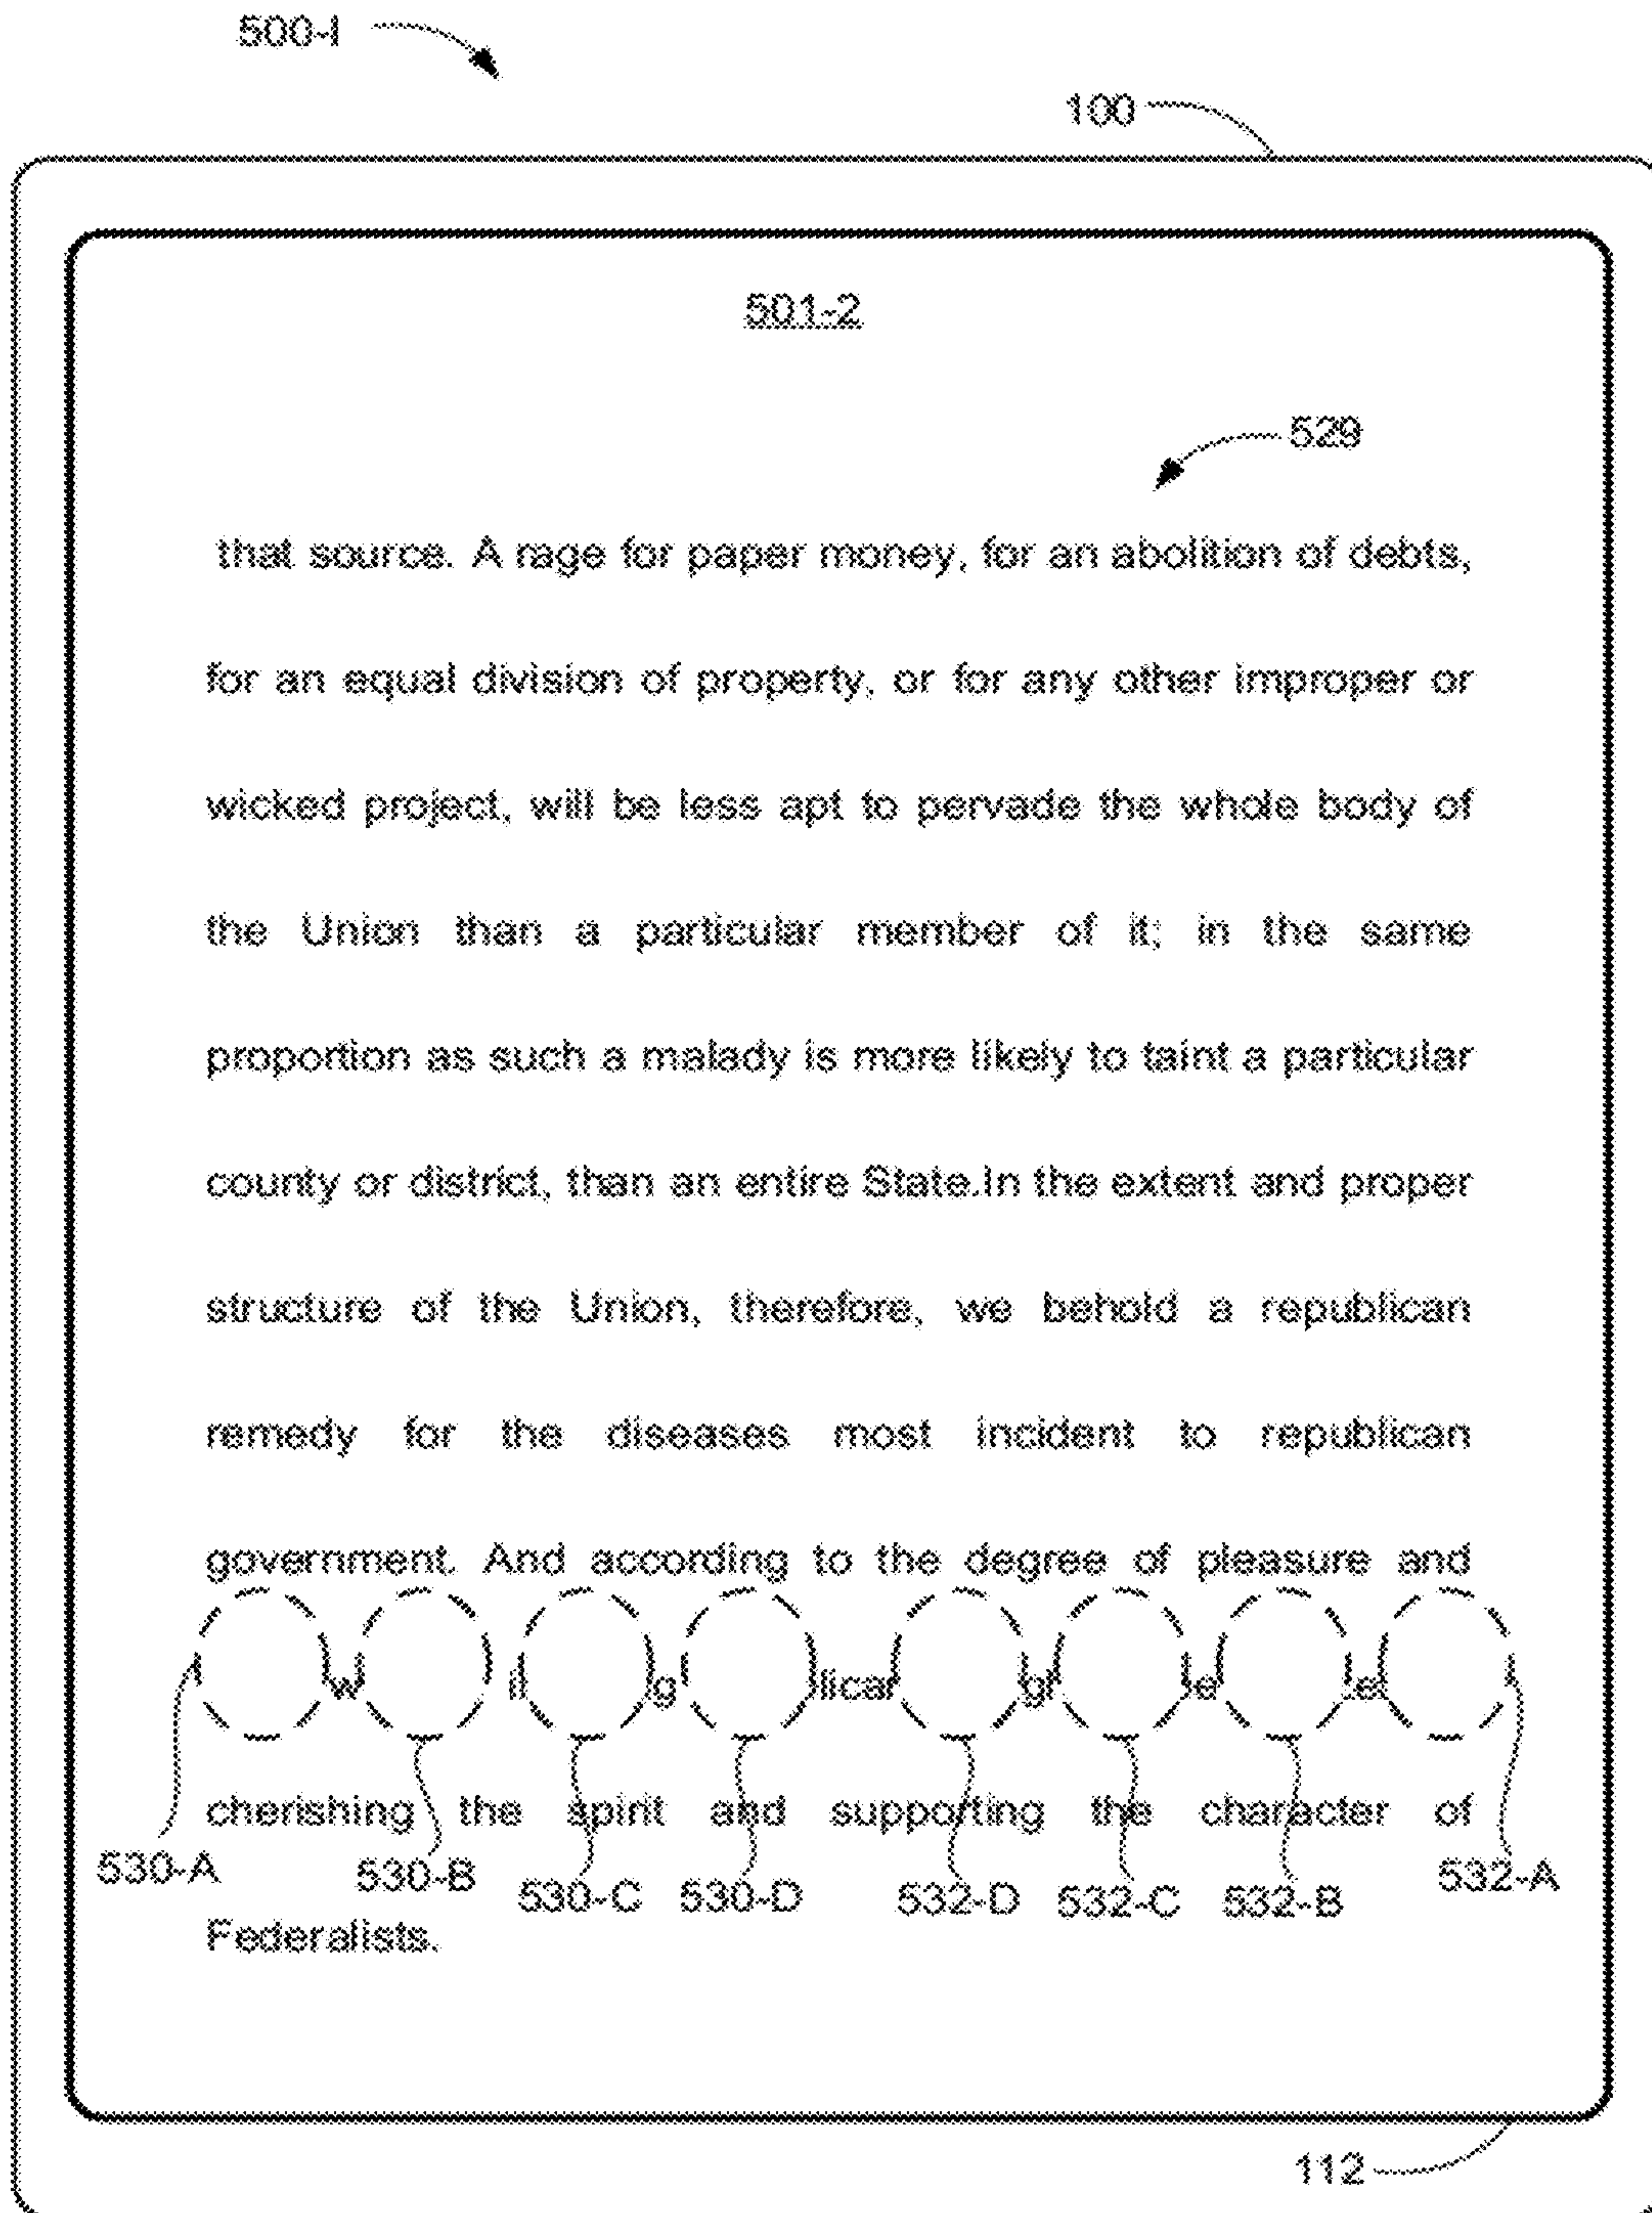 500-I
100
501-2
529
that source. A rage for paper money, for an abolition of debts,
for an equal division of property, or for any other improper or
wicked project, will be less apt to pervade the whole body of
the Union than a particular member of it; in the same
proportion as such a malady is more likely to taint a particular
county or district, than an entire State.In the extent and proper
structure of the Union, therefore, we behold a republican
remedy for the diseases most incident to republican
government. And according to the degree of pleasure and
cherishing the spirit and supporting the character of
530-A 530-B 530-C 530-D 532-D 532-C 532-B 532-A
Federalists.
112